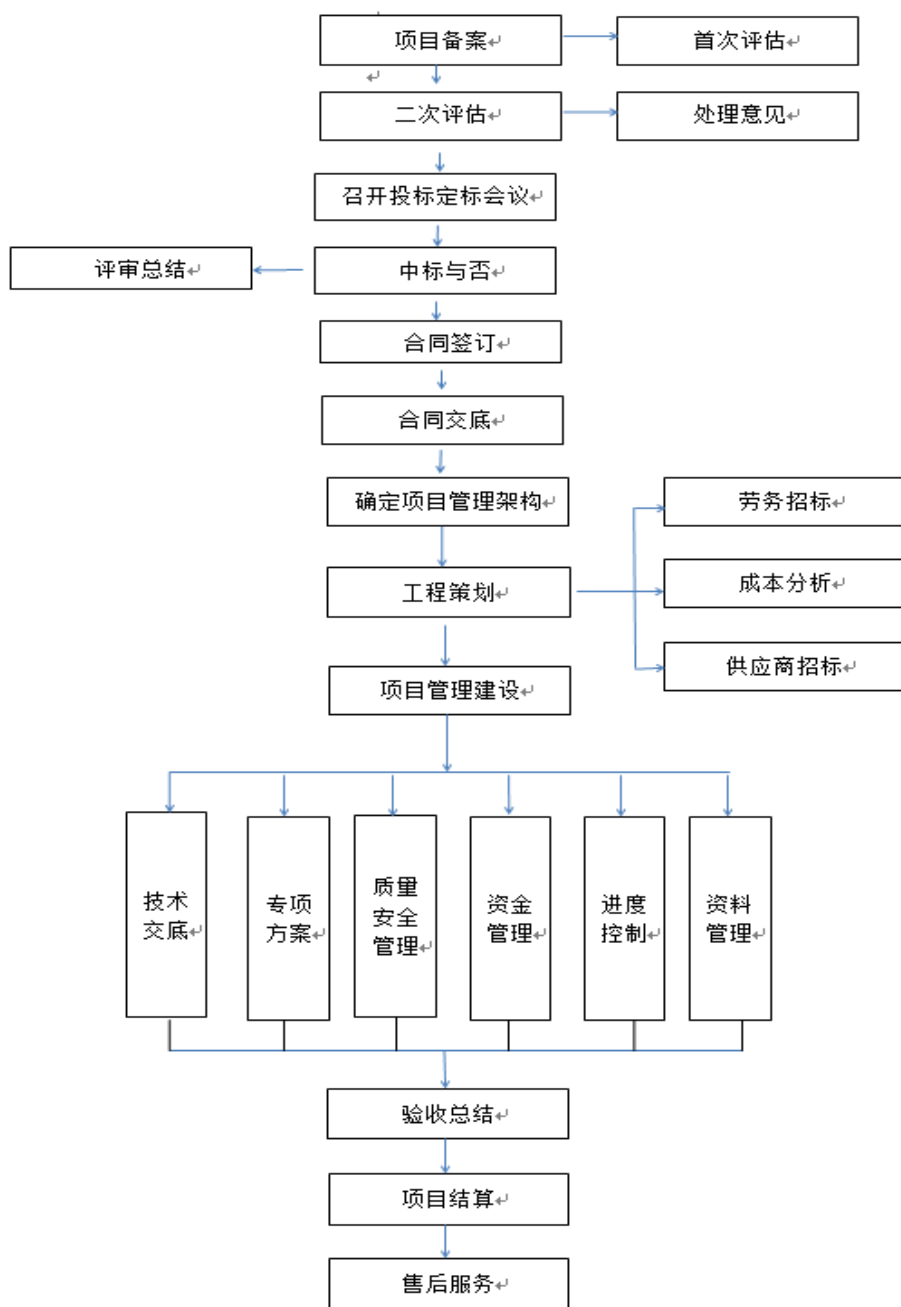 项目备案
首次评估
二次评估
处理意见
召开投标定标会议
评审总结
中标与否
合同签订
合同交底
确定项目管理架构
劳务招标
工程策划
成本分析
供应商招标
项目管理建设
技术
交底
专项
方案
质量
安全
管理
资金
管理
进度
控制
资料
管理
验收总结
项目结算
售后服务